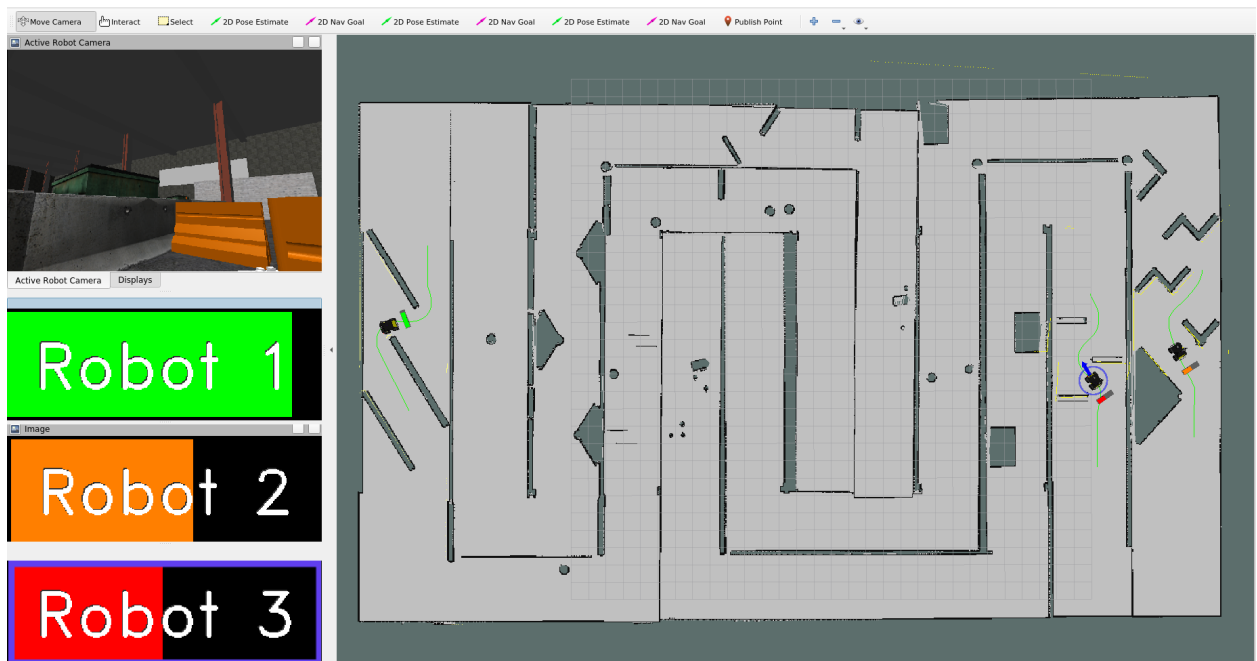 Move Camera Interact Select 2D Pose Estimate 2D Nav Goal 2D Pose Estimate 2D Nav Goal 2D Pose Estimate 2D Nav Goal Publish Point
Active Robot Camera
Active Robot Camera Displays
Robot 1
Image
Robot 2
Robot 3